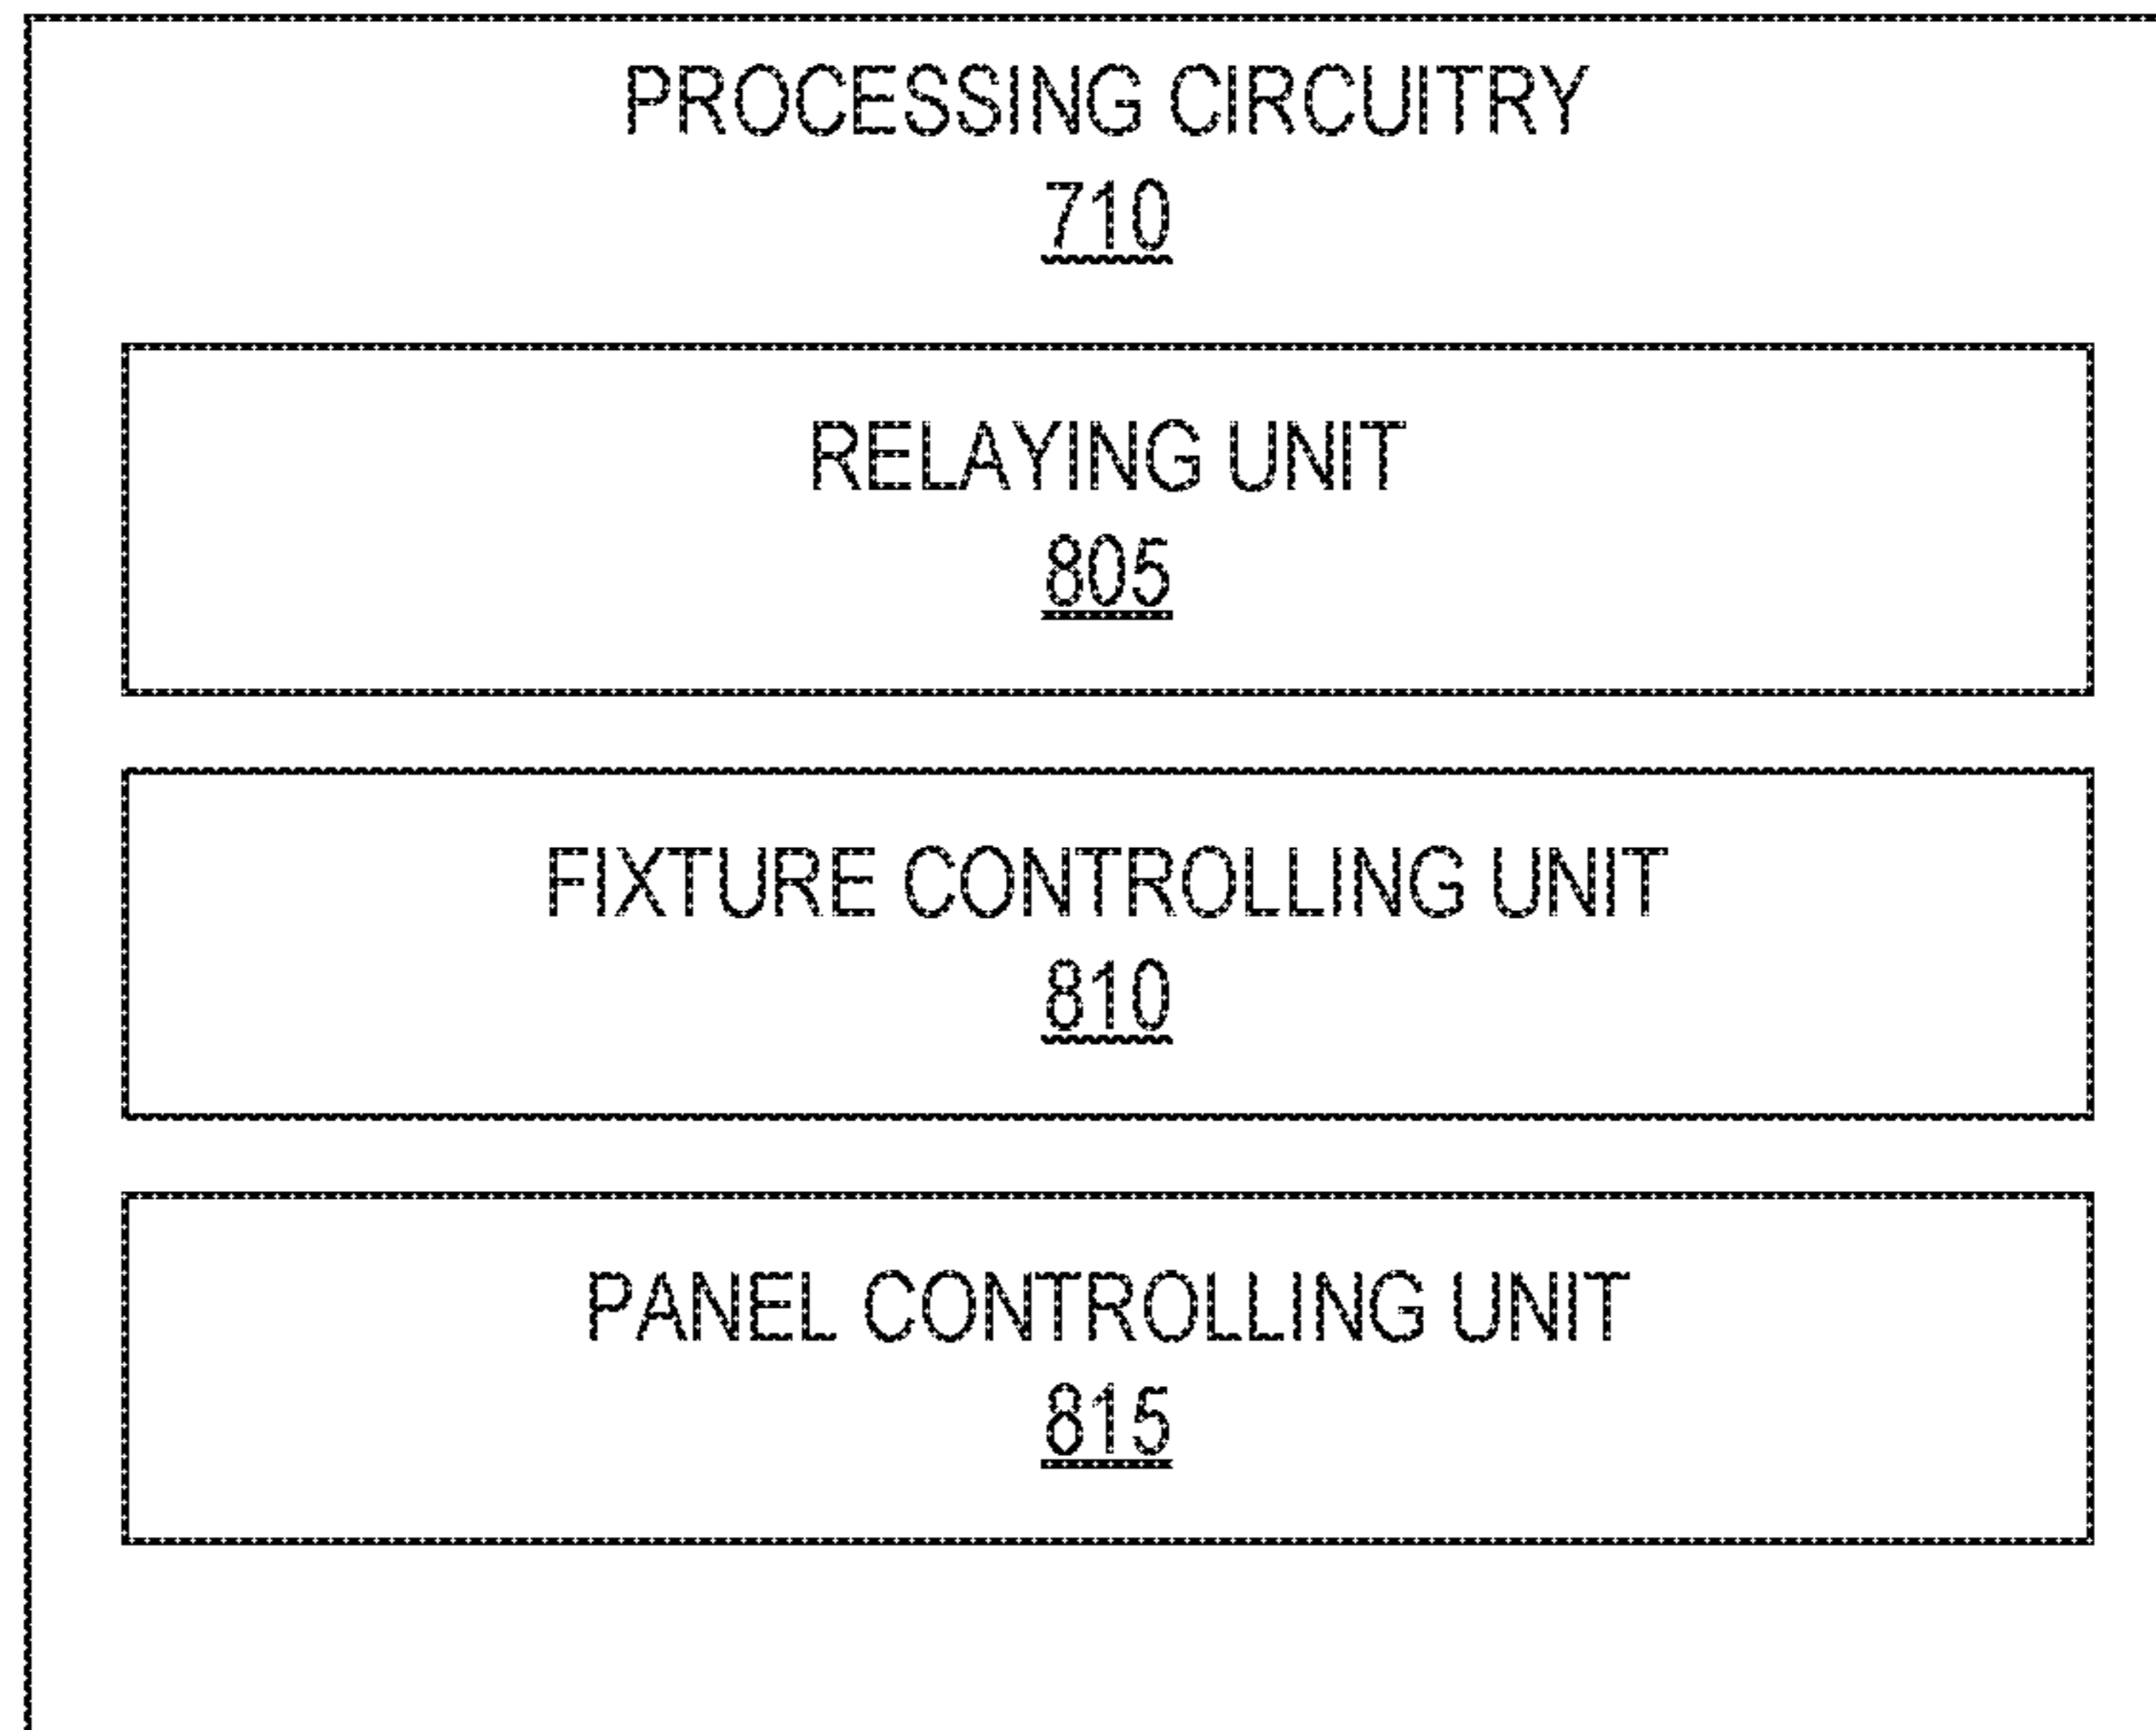 PROCESSING CIRCUITRY
710
RELAYING UNIT
805
FIXTURE CONTROLLING UNIT
810
PANEL CONTROLLING UNIT
815